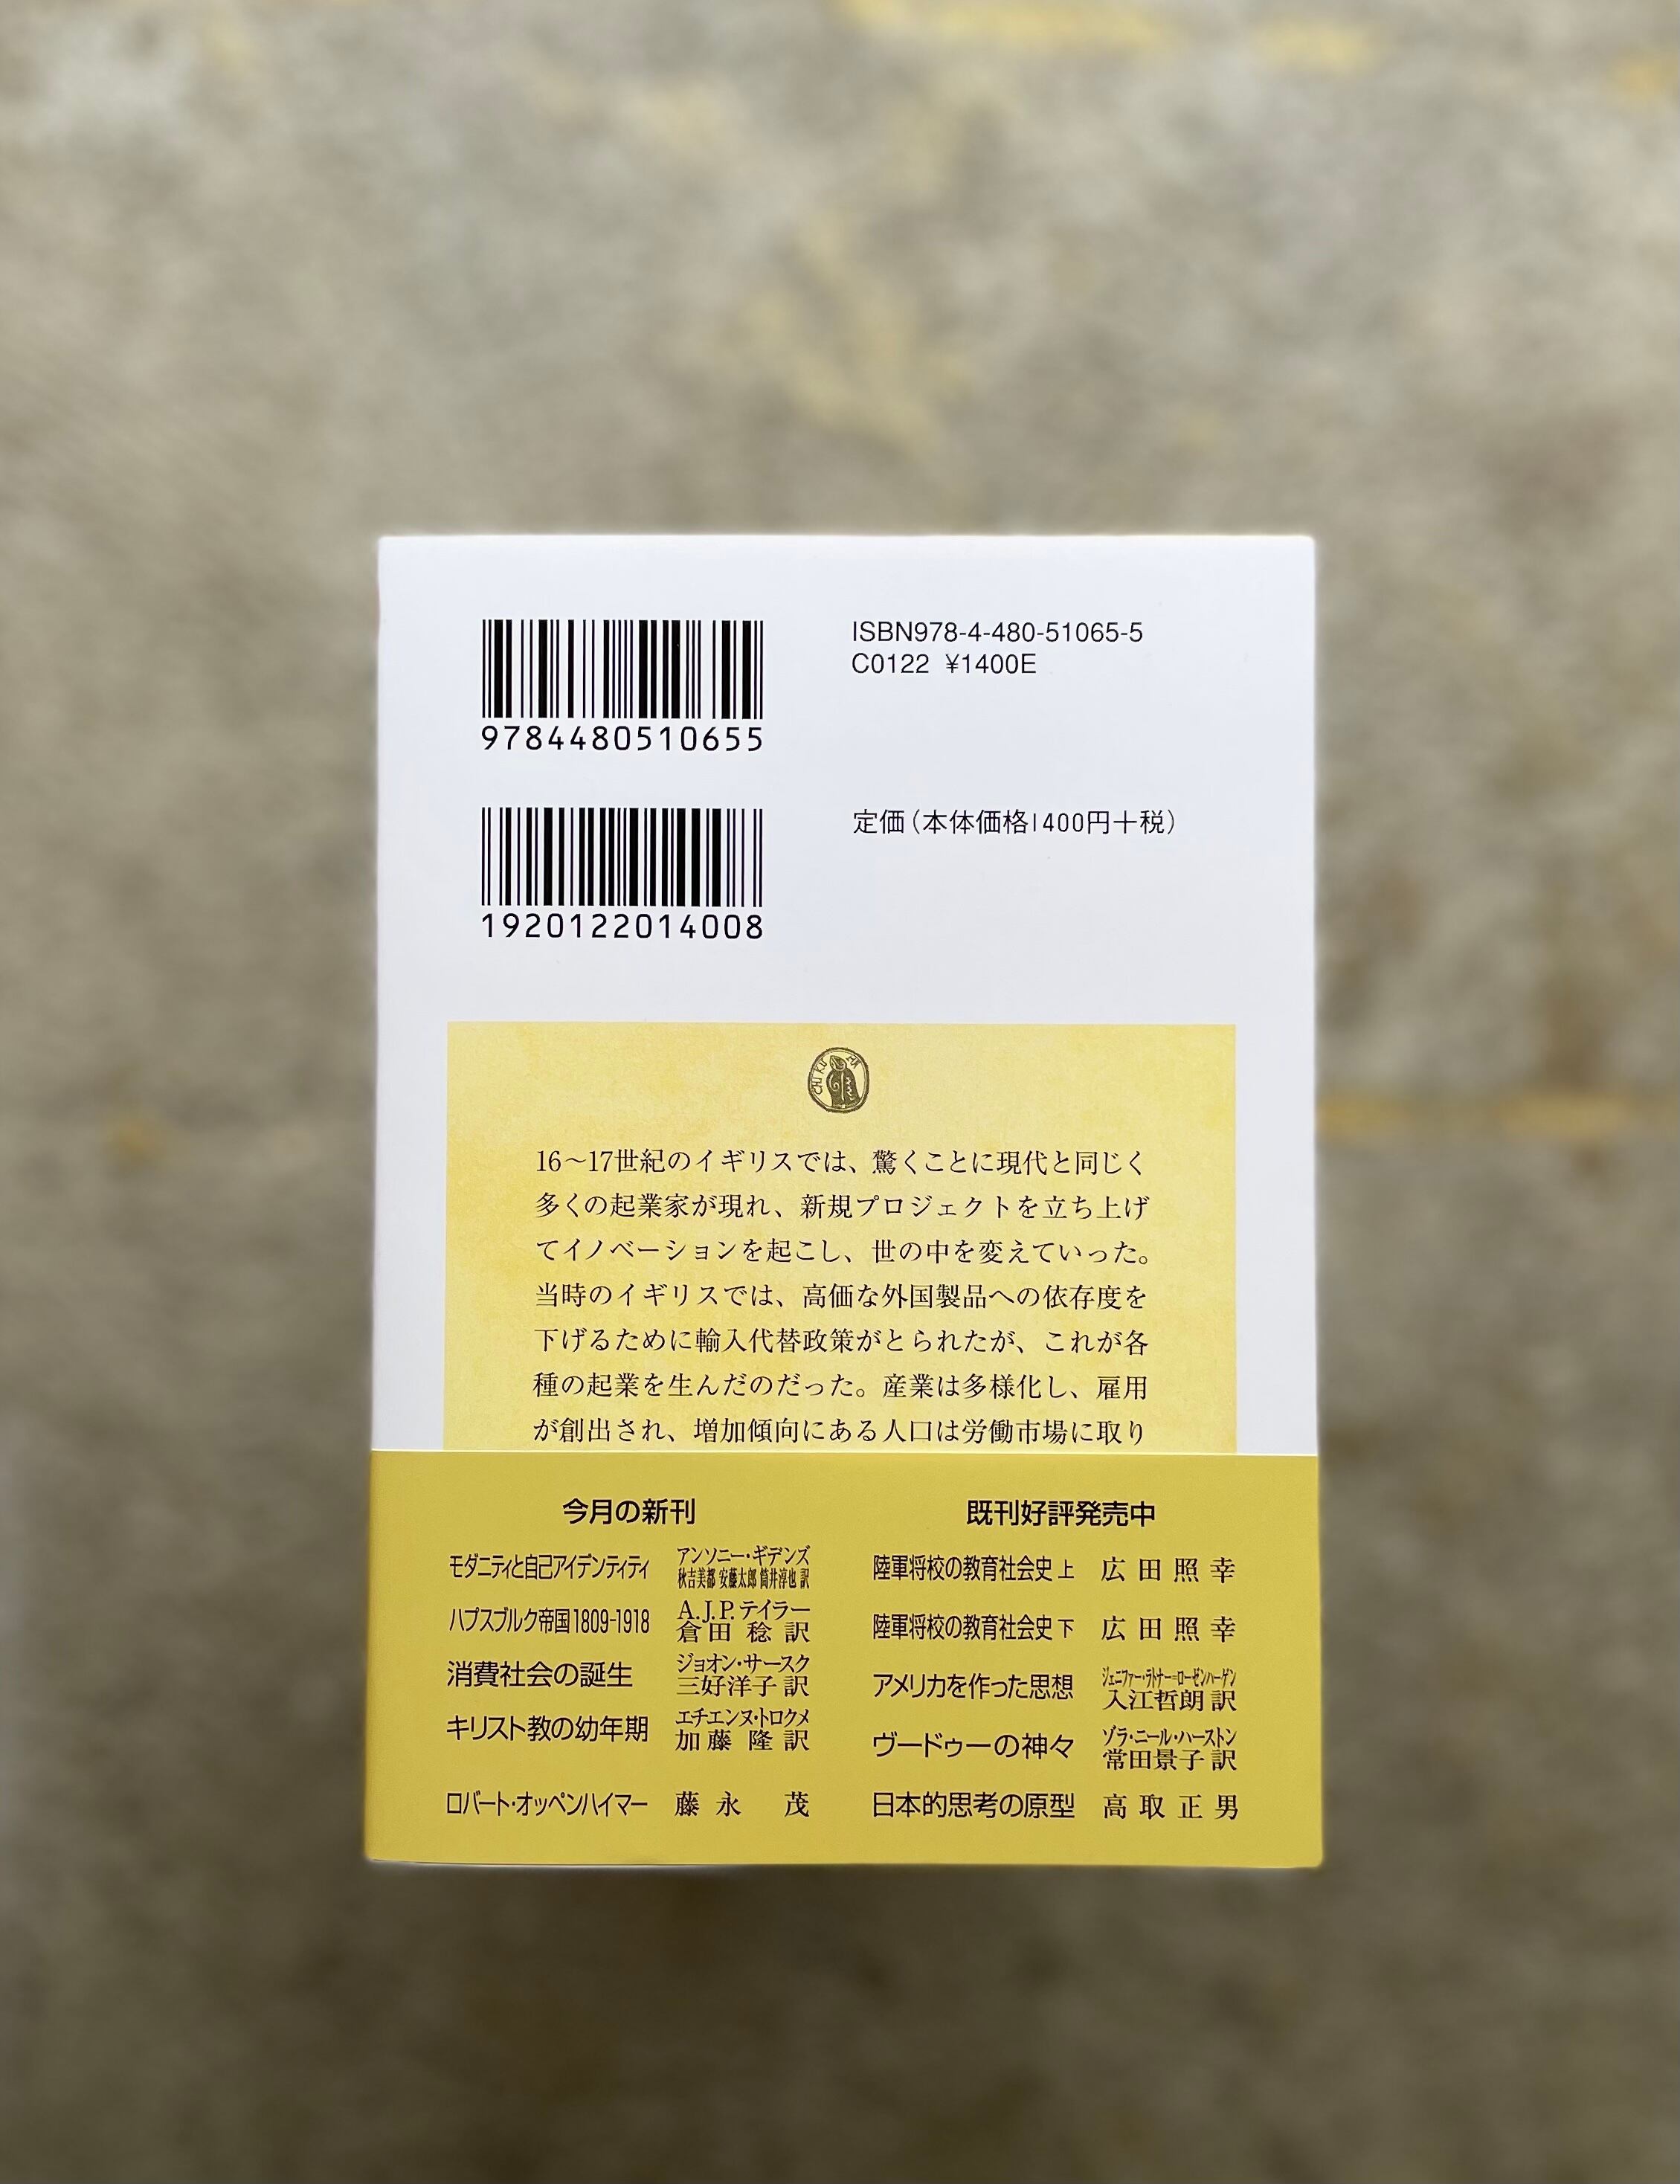 ISBN978-4-480-51065-5
C0122 ¥1400E
9784480510655
定価（本体価格1400円＋税）
1920122014008
CHIKUMA
16〜17世紀のイギリスでは、驚くことに現代と同じく
多くの起業家が現れ、新規プロジェクトを立ち上げ
てイノベーションを起こし、世の中を変えていった。
当時のイギリスでは、高価な外国製品への依存度を
下げるために輸入代替政策がとられたが、これが各
種の起業を生んだのだった。産業は多様化し、雇用
が創出され、増加傾向にある人口は労働市場に取り
今月の新刊
モダニティと自己アイデンティティ
アンソニー・ギデンズ
秋吉美都 安藤太郎 筒井淳也 訳
ハプスブルク帝国1809-1918
A.J.P.テイラー
倉田 稔 訳
消費社会の誕生
ジョオン・サースク
三好洋子 訳
キリスト教の幼年期
エチエンヌ・トロクメ
加藤 隆 訳
ロバート・オッペンハイマー
藤永 茂
既刊好評発売中
陸軍将校の教育社会史 上 広田照幸
陸軍将校の教育社会史 下 広田照幸
アメリカを作った思想
ジェニファー・ラトナー＝ローゼンハーゲン
入江哲朗 訳
ヴードゥーの神々
ゾラ・ニール・ハーストン
常田景子 訳
日本的思考の原型 高取正男